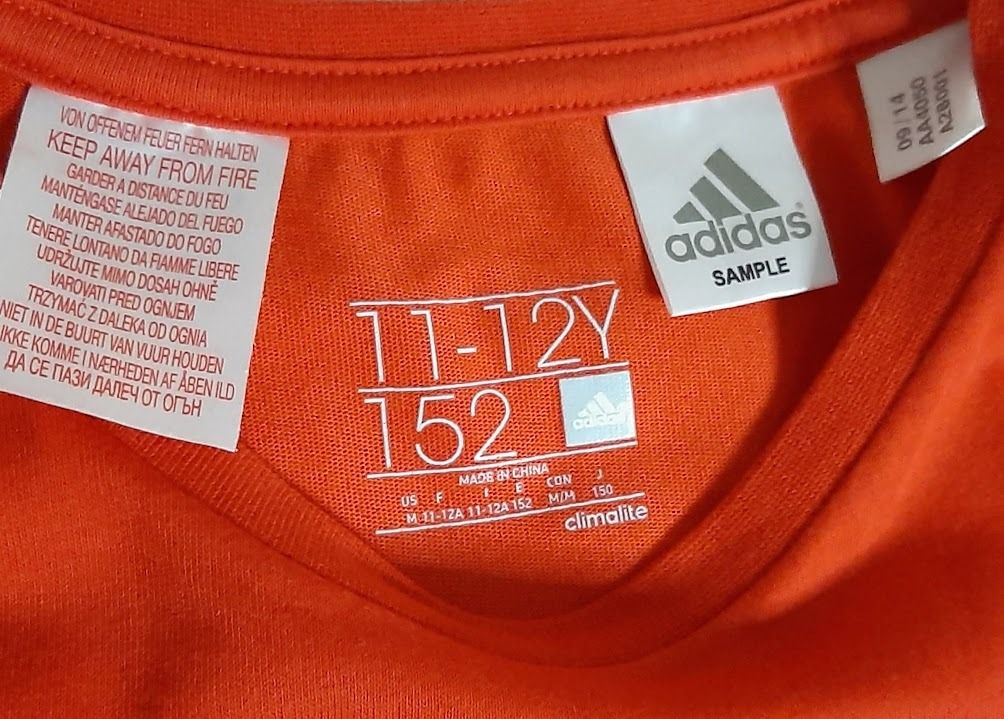 VON OFFENEM FEUER FERN HALTEN
KEEP AWAY FROM FIRE
GARDER A DISTANCE DU FEU
MANTÉNGASE ALEJADO DEL FUEGO
MANTER AFASTADO DO FOGO
TENERE LONTANO DA FIAMME LIBERE
UDRŽUJTE MIMO DOSAH OHNĚ
VAROVATI PRED OGNJEM
TRZYMAĆ Z DALEKA OD OGNIA
NIET IN DE BUURT VAN VUUR HOUDEN
IKKE KOMME I NÆRHEDEN AF ÅBEN ILD
ДА СЕ ПАЗИ ДАЛЕЧ ОТ ОГЪН
adidas®
SAMPLE
09/14
AA4050
A28001
11-12Y
152
adidas
MADE IN CHINA
US F I E CDN J
M 11-12A 11-12A 152 M/M 150
climalite